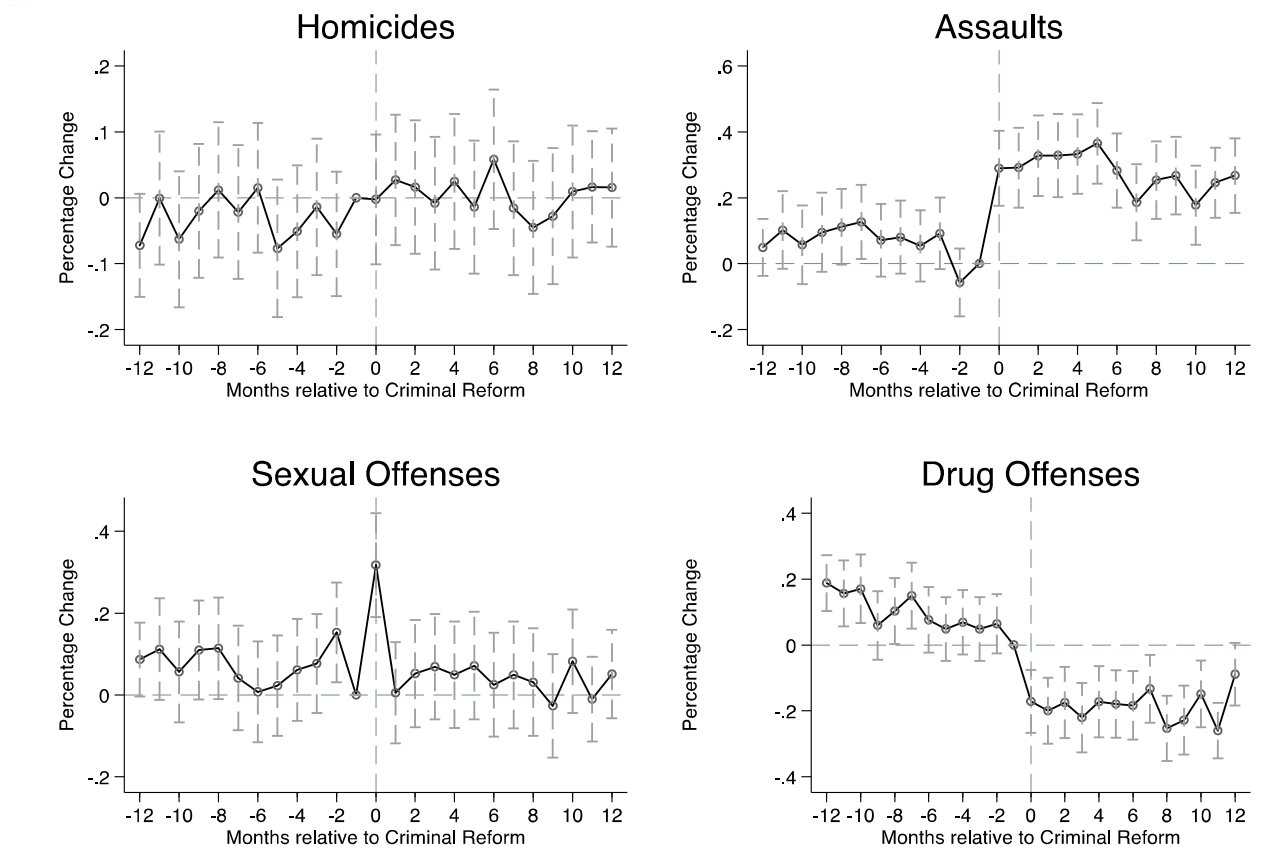 Homicides
Percentage Change
.2
.1
0
-.1
-.2
-12 -10 -8 -6 -4 -2 0 2 4 6 8 10 12
Months relative to Criminal Reform
Assaults
Percentage Change
.6
.4
.2
0
-.2
-12 -10 -8 -6 -4 -2 0 2 4 6 8 10 12
Months relative to Criminal Reform
Sexual Offenses
Percentage Change
.4
.2
0
-.2
-12 -10 -8 -6 -4 -2 0 2 4 6 8 10 12
Months relative to Criminal Reform
Drug Offenses
Percentage Change
.4
.2
0
-.2
-.4
-12 -10 -8 -6 -4 -2 0 2 4 6 8 10 12
Months relative to Criminal Reform